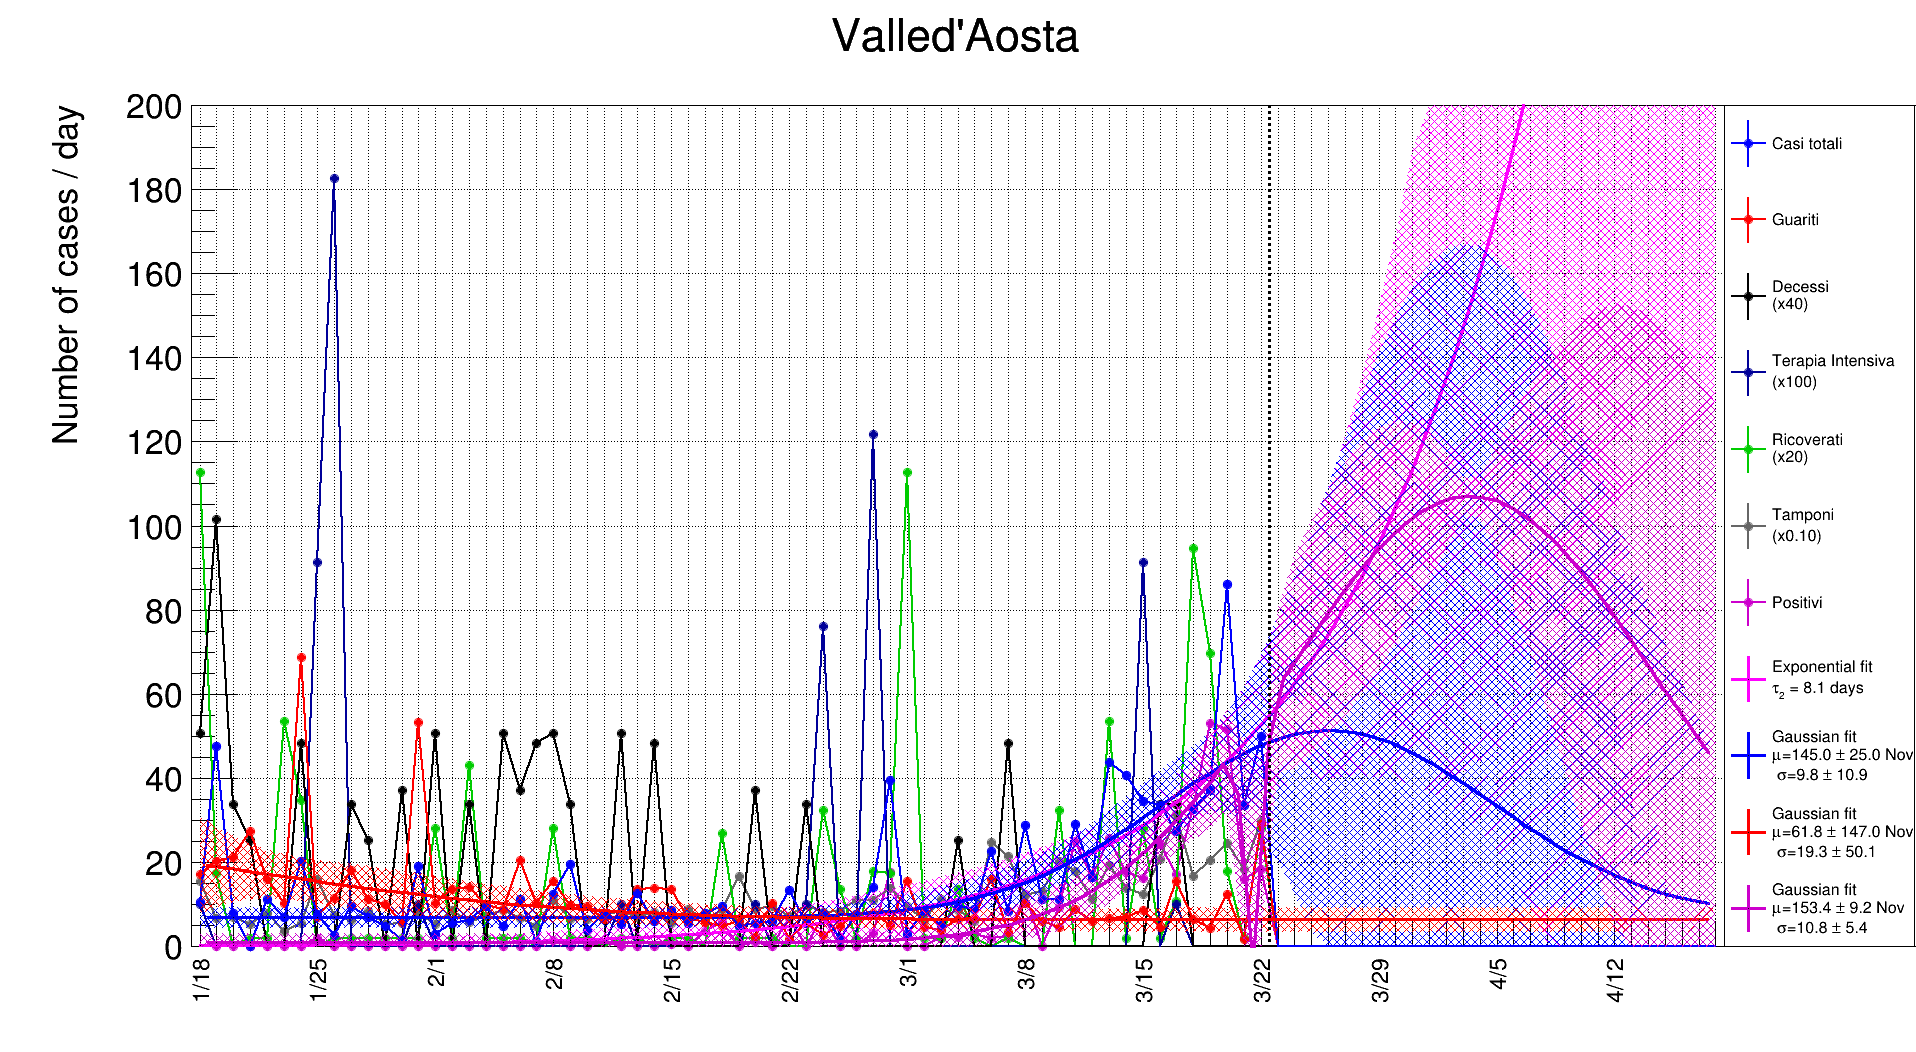 Valled'Aosta
Number of cases / day
200
180
160
140
120
100
80
60
40
20
0
1/18
1/25
2/1
2/8
2/15
2/22
3/1
3/8
3/15
3/22
3/29
4/5
4/12
Casi totali
Guariti
Decessi
(x40)
Terapia Intensiva
(x100)
Ricoverati
(x20)
Tamponi
(x0.10)
Positivi
Exponential fit
τ2 = 8.1 days
Gaussian fit
μ=145.0 ± 25.0 Nov
σ=9.8 ± 10.9
Gaussian fit
μ=61.8 ± 147.0 Nov
σ=19.3 ± 50.1
Gaussian fit
μ=153.4 ± 9.2 Nov
σ=10.8 ± 5.4